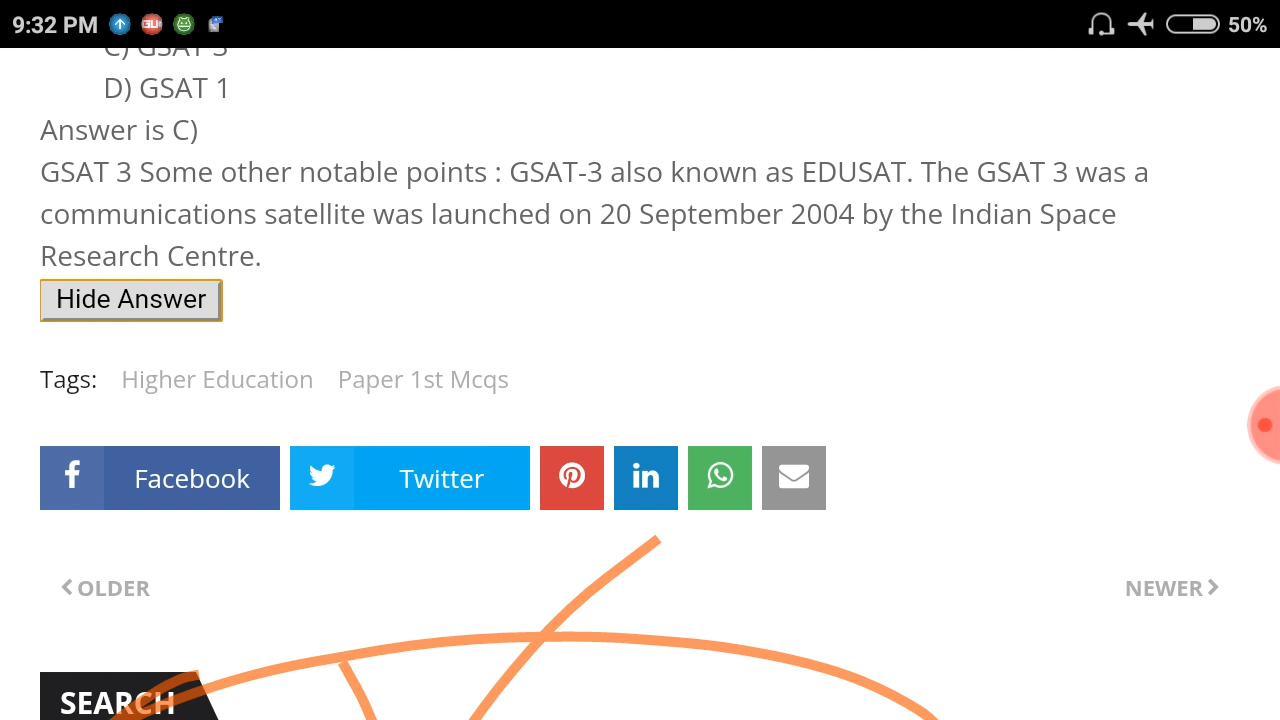 9:32 PM 50%
C) GSAT 3
D) GSAT 1
Answer is C)
GSAT 3 Some other notable points : GSAT-3 also known as EDUSAT. The GSAT 3 was a
communications satellite was launched on 20 September 2004 by the Indian Space
Research Centre.
Hide Answer
Tags: Higher Education Paper 1st Mcqs
Facebook Twitter
OLDER NEWER
SEARCH